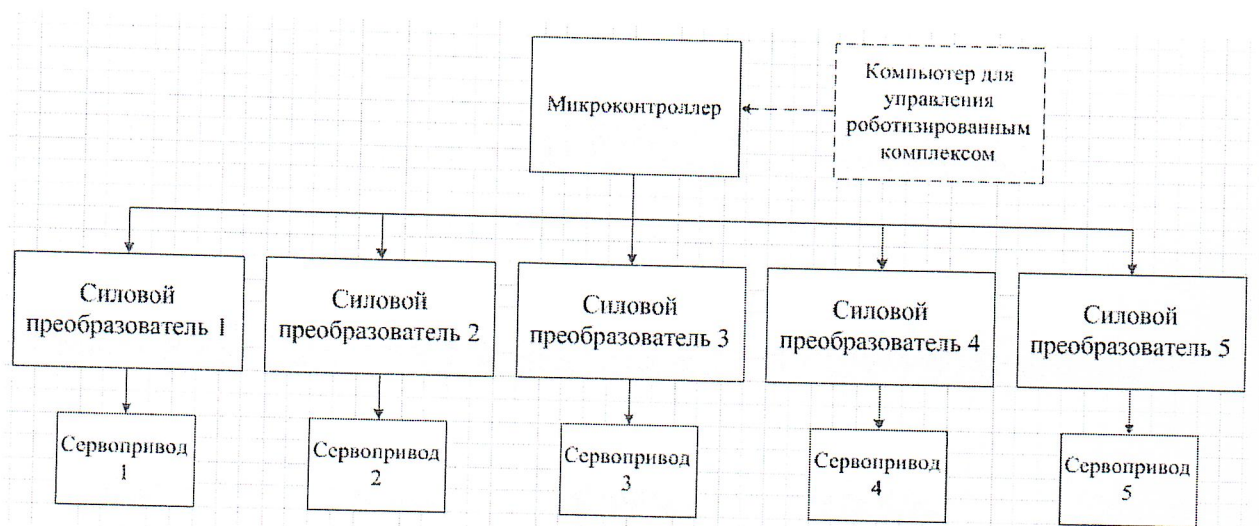 Микроконтроллер
Компьютер для
управления
роботизированным
комплексом
Силовой
преобразователь 1
Силовой
преобразователь 2
Силовой
преобразователь 3
Силовой
преобразователь 4
Силовой
преобразователь 5
Сервопривод
1
Сервопривод
2
Сервопривод
3
Сервопривод
4
Сервопривод
5